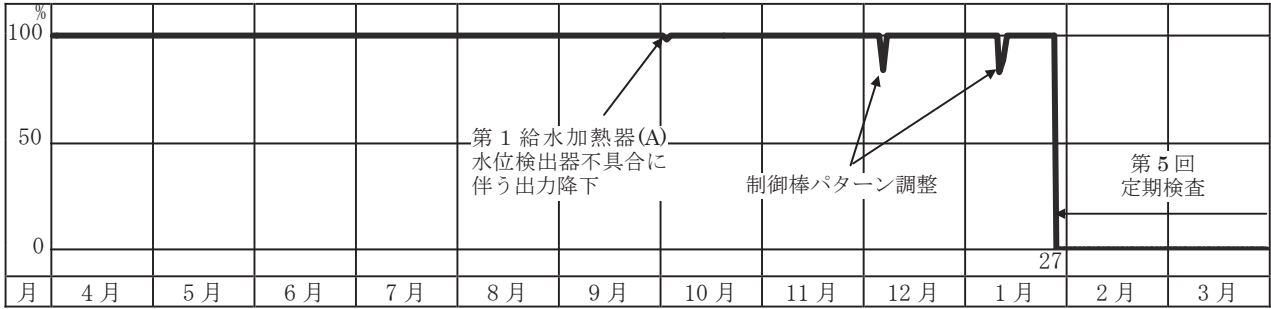 %
100
50
0
第1給水加熱器(A)
水位検出器不具合に
伴う出力降下
制御棒パターン調整
第5回
定期検査
27
月 4月 5月 6月 7月 8月 9月 10月 11月 12月 1月 2月 3月